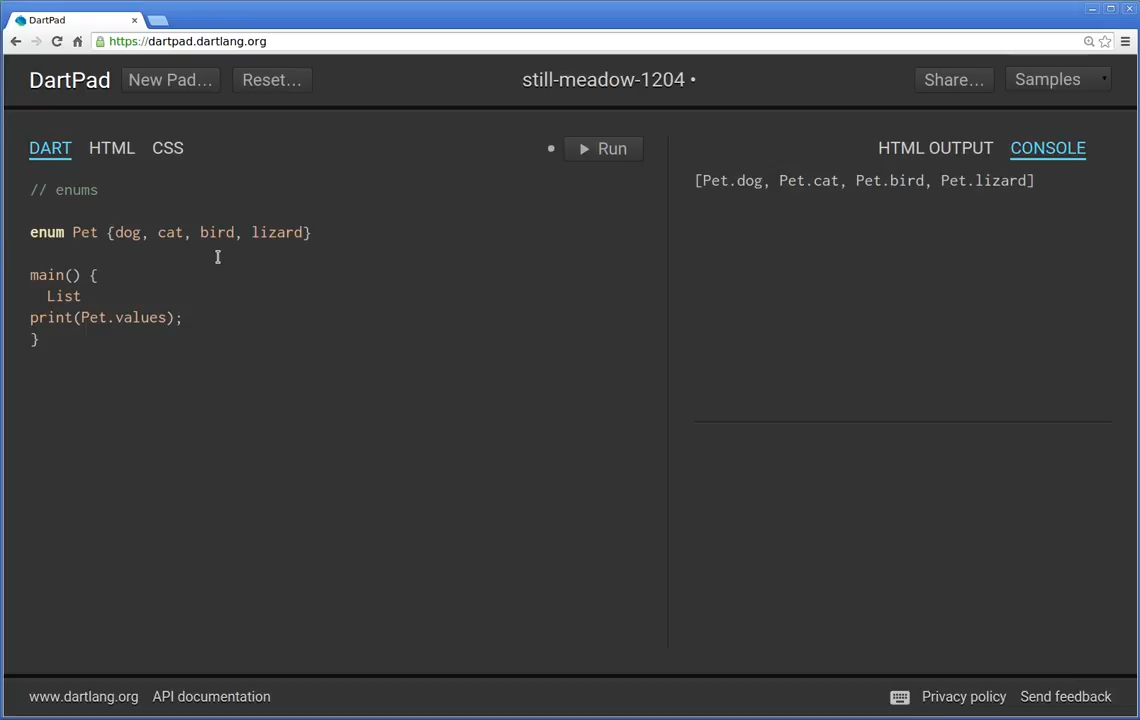 DartPad
https://dartpad.dartlang.org
DartPad New Pad... Reset... still-meadow-1204 • Share... Samples
DART HTML CSS Run HTML OUTPUT CONSOLE
// enums
enum Pet {dog, cat, bird, lizard}
main() {
List
print(Pet.values);
}
[Pet.dog, Pet.cat, Pet.bird, Pet.lizard]
www.dartlang.org API documentation Privacy policy Send feedback